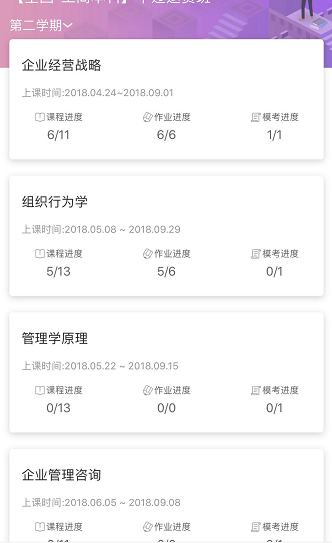 第二学期
企业经营战略
上课时间:2018.04.24~2018.09.01
课程进度 作业进度 模考进度
6/11 6/6 1/1
组织行为学
上课时间:2018.05.08 ~ 2018.09.29
课程进度 作业进度 模考进度
5/13 5/6 0/1
管理学原理
上课时间:2018.05.22 ~ 2018.09.15
课程进度 作业进度 模考进度
0/13 0/0 0/1
企业管理咨询
上课时间:2018.06.05 ~ 2018.09.08
课程进度 作业进度 模考进度